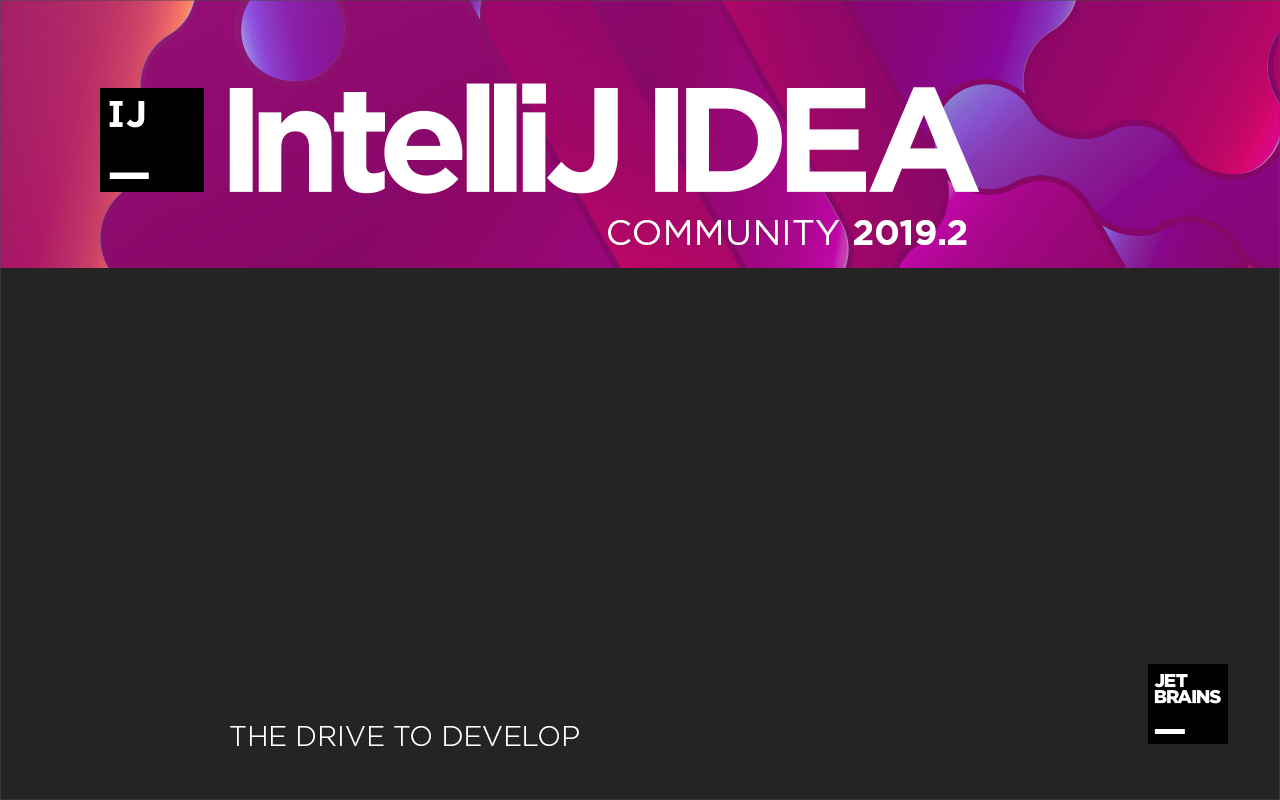 IJ
IntelliJ IDEA
COMMUNITY 2019.2
JET
BRAINS
THE DRIVE TO DEVELOP